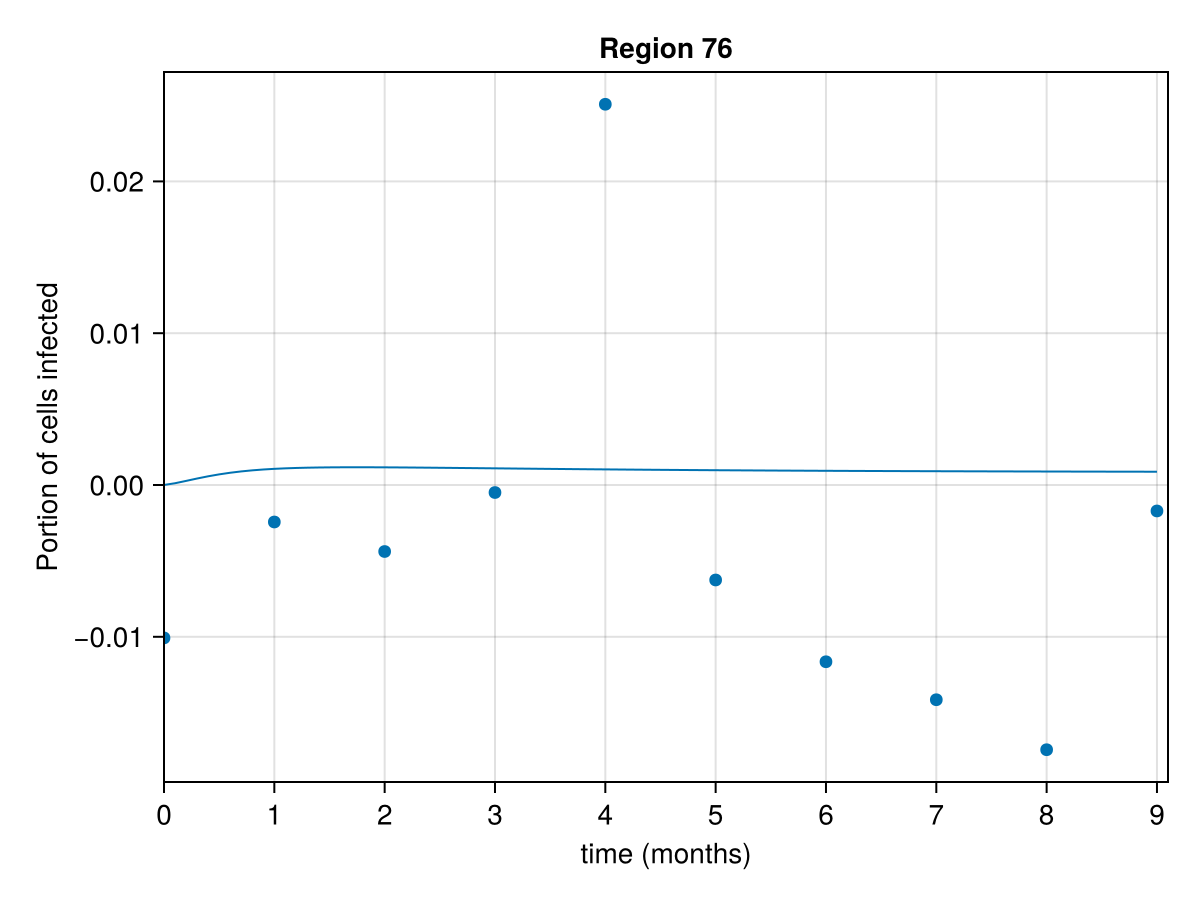 Region 76
Portion of cells infected
0.02
0.01
0.00
−0.01
0 1 2 3 4 5 6 7 8 9
time (months)